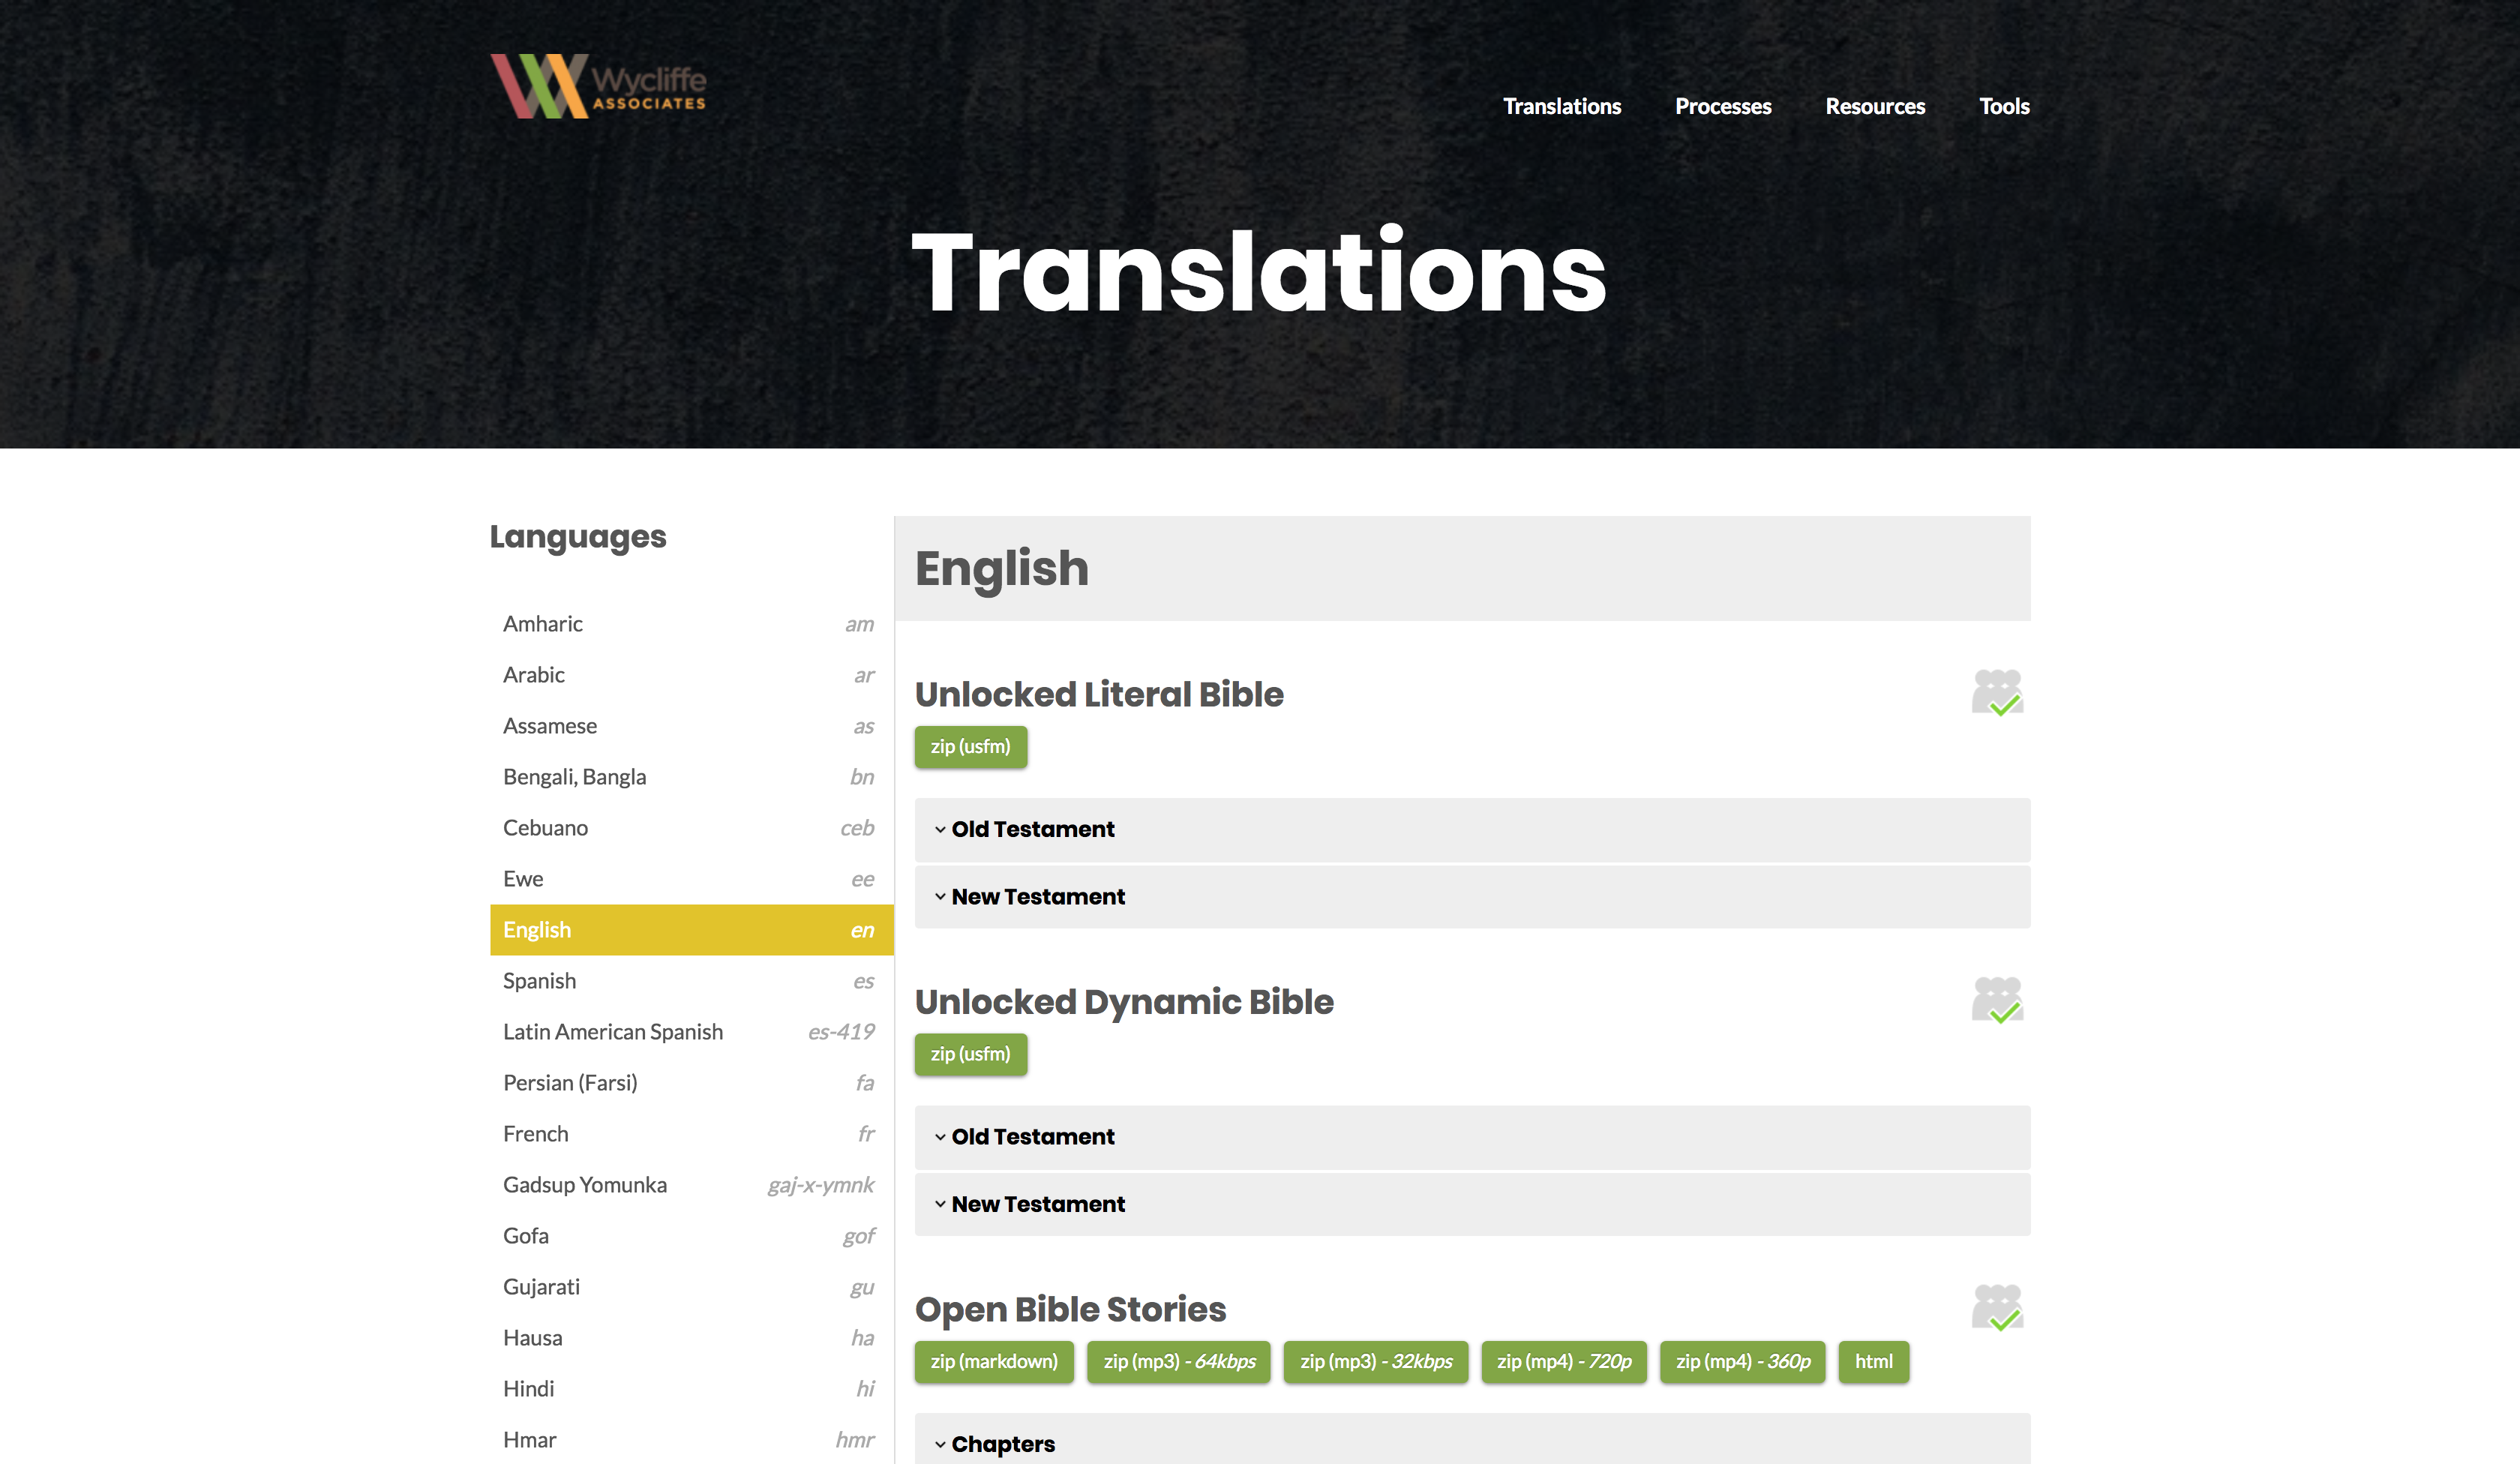 Wycliffe
ASSOCIATES
Translations Processes Resources Tools
Translations
Languages
Amharic am
Arabic ar
Assamese as
Bengali, Bangla bn
Cebuano ceb
Ewe ee
English en
Spanish es
Latin American Spanish es-419
Persian (Farsi) fa
French fr
Gadsup Yomunka gaj-x-ymnk
Gofa gof
Gujarati gu
Hausa ha
Hindi hi
Hmar hmr
English
Unlocked Literal Bible
zip (usfm)
Old Testament
New Testament
Unlocked Dynamic Bible
zip (usfm)
Old Testament
New Testament
Open Bible Stories
zip (markdown) zip (mp3) - 64kbps zip (mp3) - 32kbps zip (mp4) - 720p zip (mp4) - 360p html
Chapters